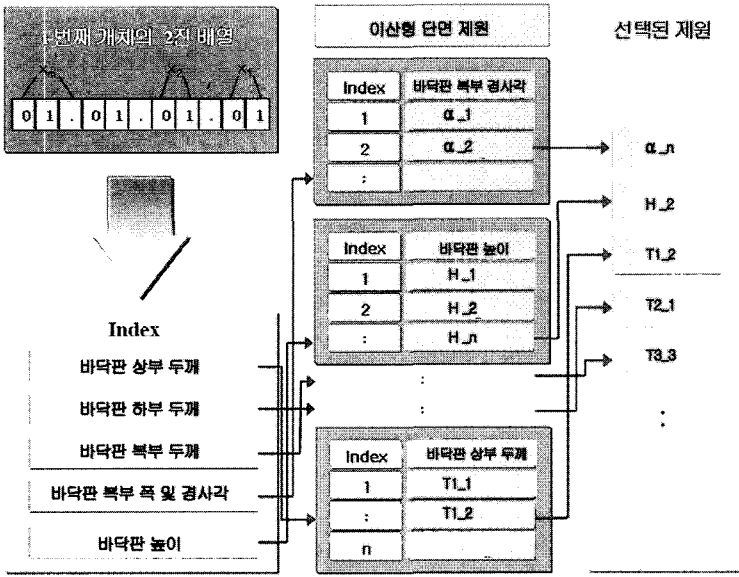 i 번째 개체의 2진 배열
0 1 . 0 1 . 0 1 . 0 1
Index
바닥판 상부 두께
바닥판 하부 두께
바닥판 복부 두께
바닥판 복부 폭 및 경사각
바닥판 높이
이산형 단면 제원
Index 바닥판 복부 경사각
1 α_1
2 α_2
:
Index 바닥판 높이
1 H_1
2 H_2
: H_n
:
:
Index 바닥판 상부 두께
1 T1_1
: T1_2
n
선택된 제원
α_n
H_2
T1_2
T2_1
T3_3
: